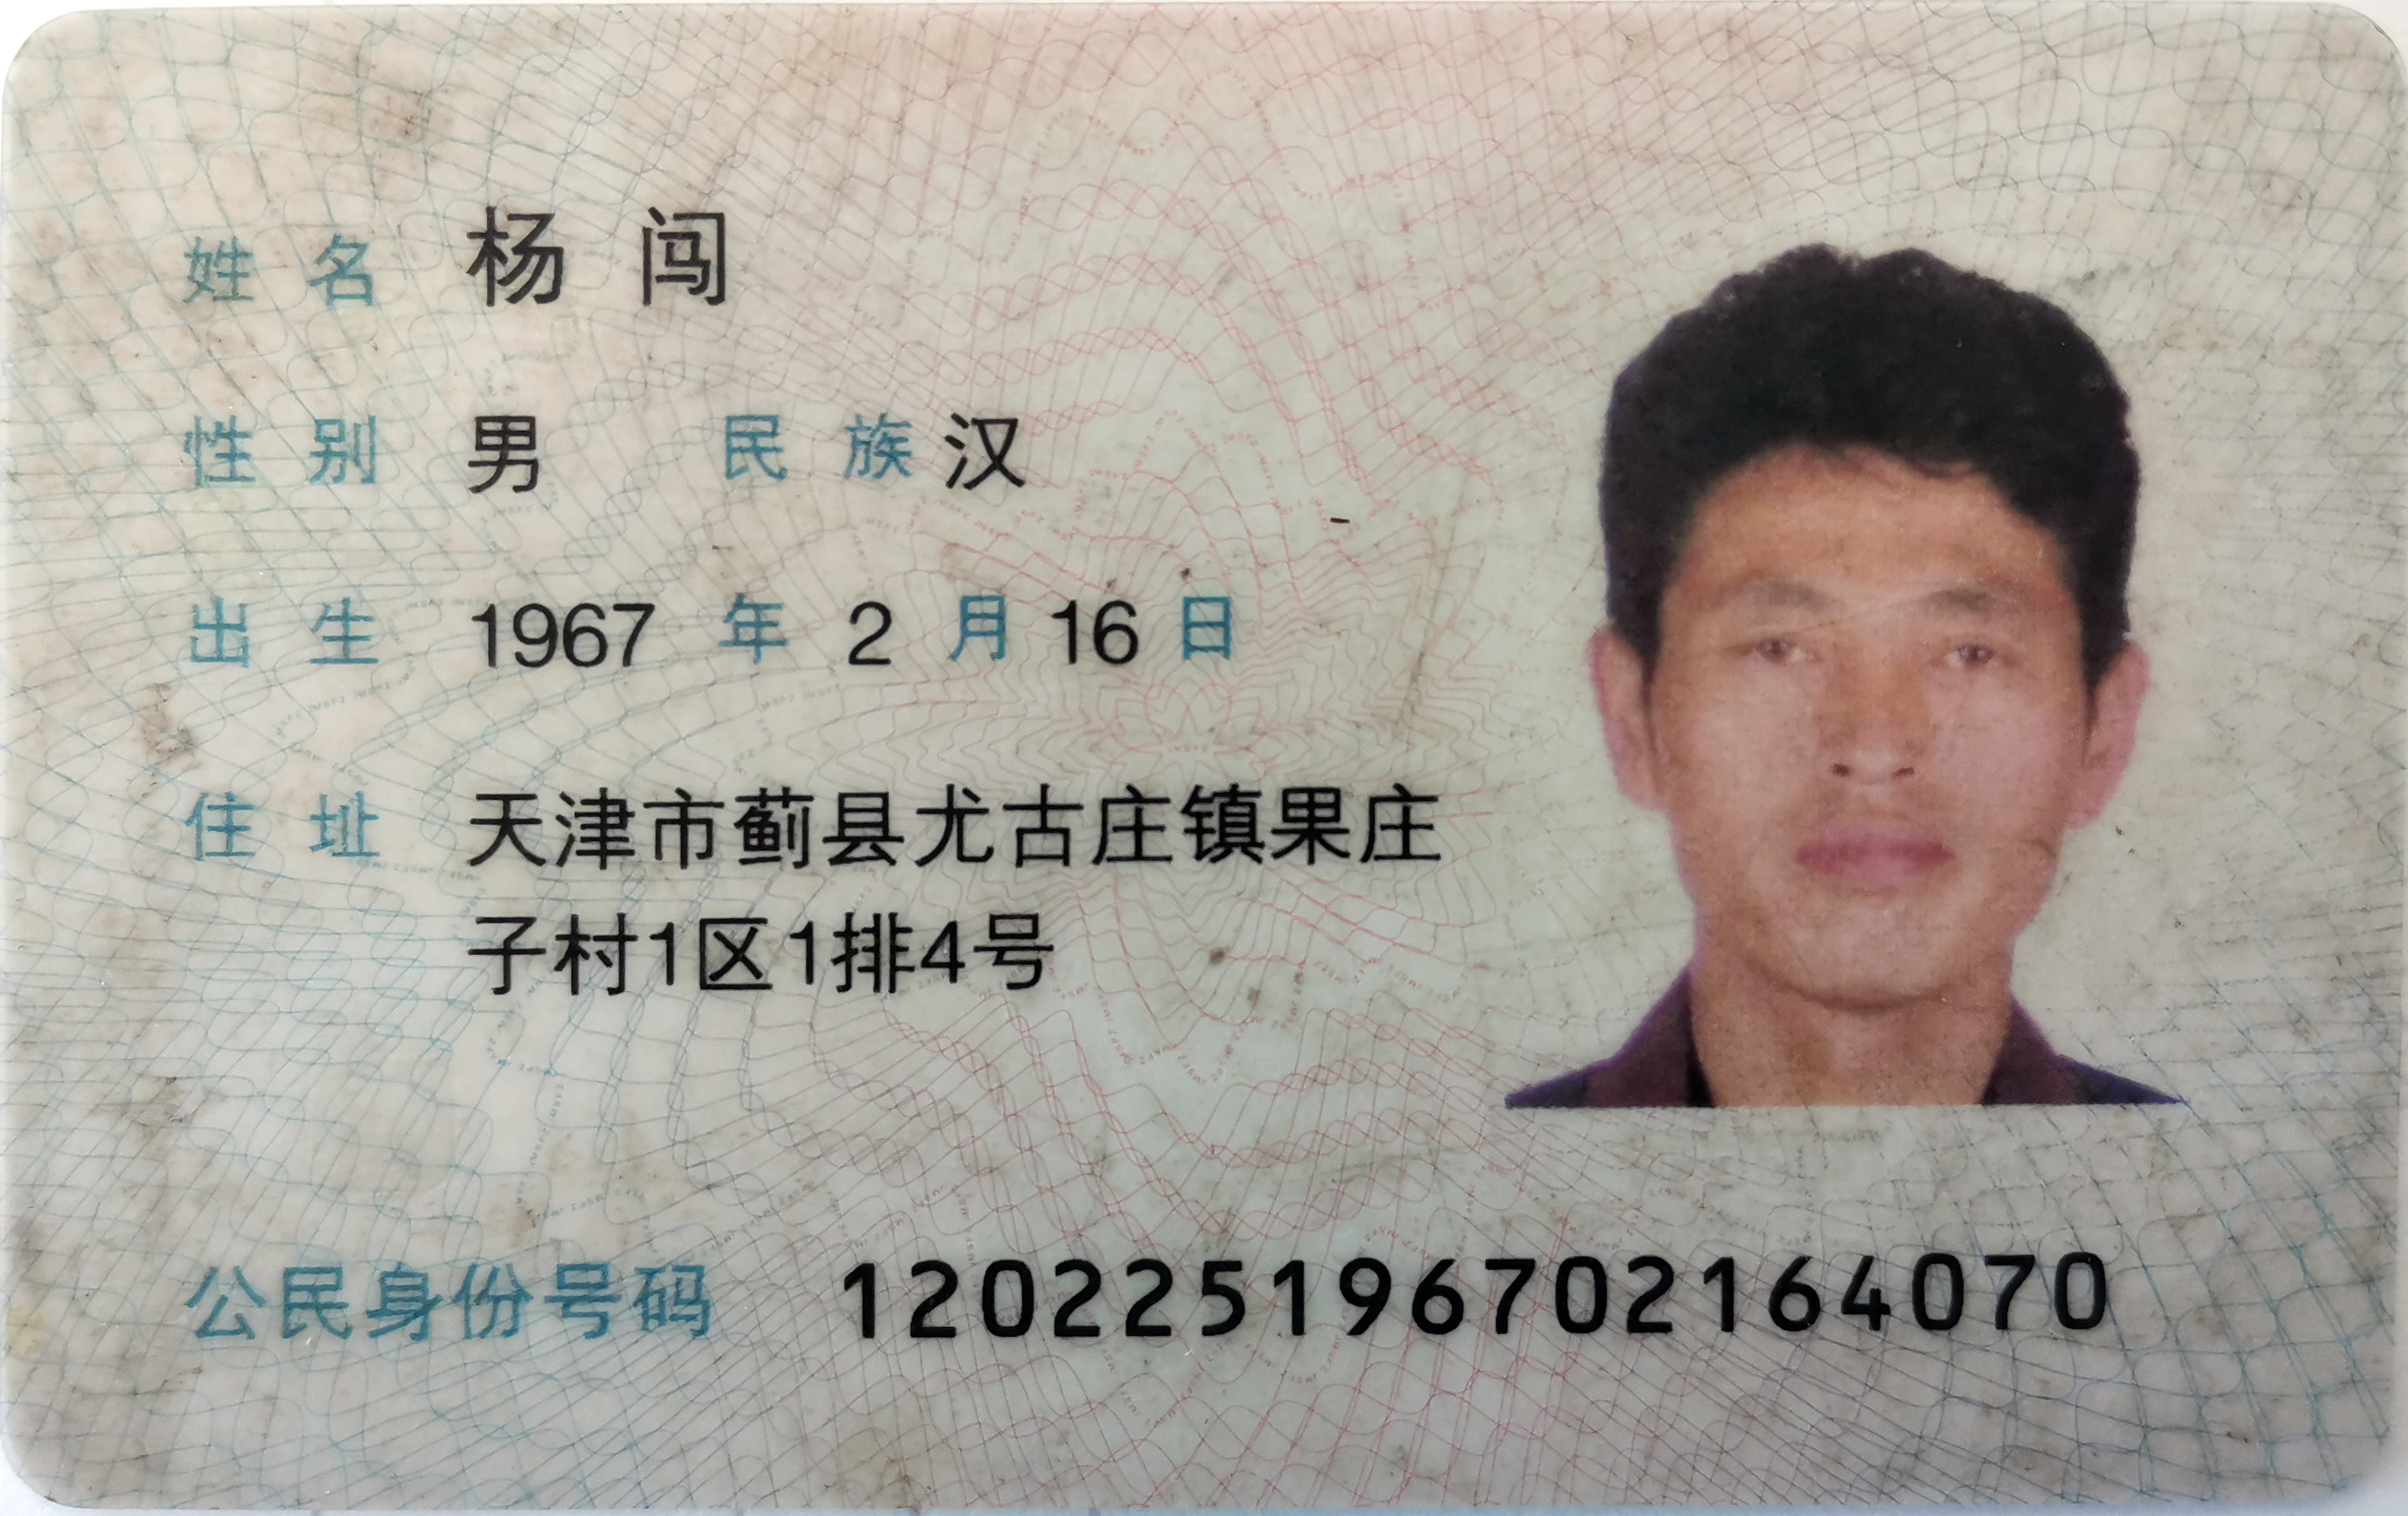 姓名 杨闯
性别 男 民族 汉
出生 1967 年 2 月 16 日
住址 天津市蓟县尤古庄镇果庄
子村1区1排4号
公民身份号码 120225196702164070